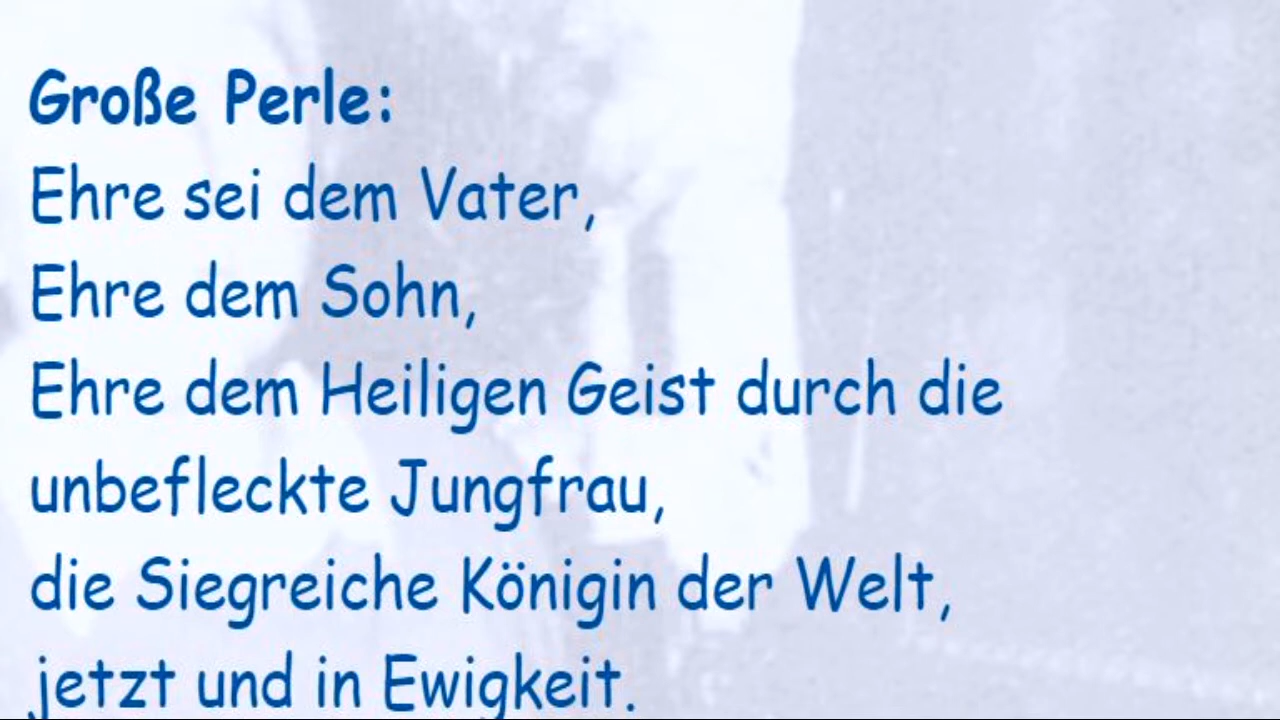 Große Perle:
Ehre sei dem Vater,
Ehre dem Sohn,
Ehre dem Heiligen Geist durch die
unbefleckte Jungfrau,
die Siegreiche Königin der Welt,
jetzt und in Ewigkeit.